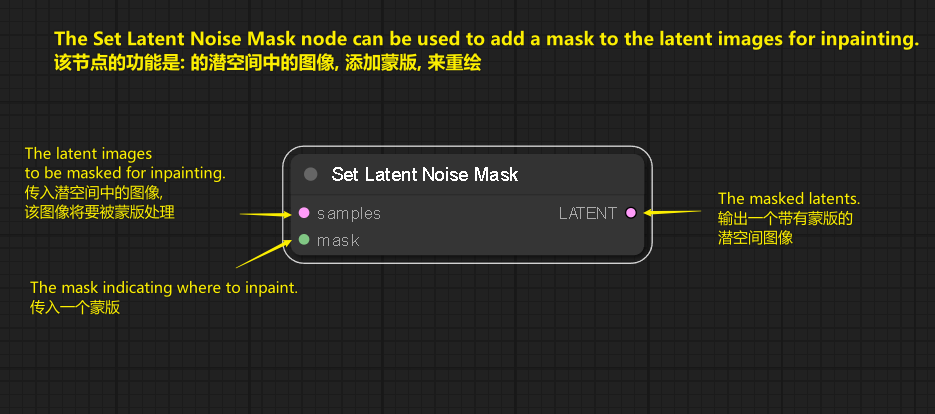 The Set Latent Noise Mask node can be used to add a mask to the latent images for inpainting.
该节点的功能是: 的潜空间中的图像, 添加蒙版, 来重绘
The latent images
to be masked for inpainting.
传入潜空间中的图像,
该图像将要被蒙版处理
Set Latent Noise Mask
samples
LATENT
mask
The masked latents.
输出一个带有蒙版的
潜空间图像
The mask indicating where to inpaint.
传入一个蒙版